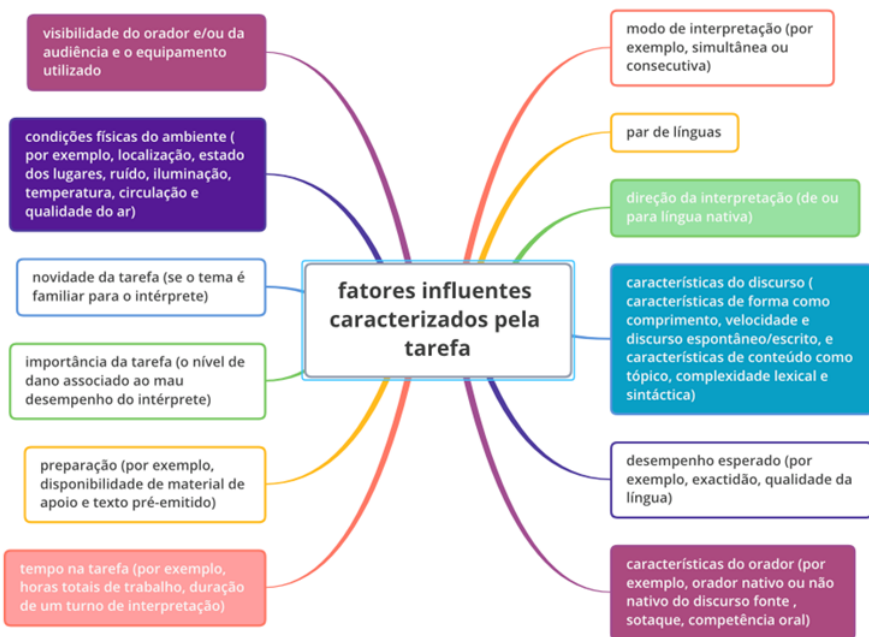 visibilidade do orador e/ou da
audiência e o equipamento
utilizado
condições físicas do ambiente (
por exemplo, localização, estado
dos lugares, ruído, iluminação,
temperatura, circulação e
qualidade do ar)
novidade da tarefa (se o tema é
familiar para o intérprete)
importância da tarefa (o nível de
dano associado ao mau
desempenho do intérprete)
preparação (por exemplo,
disponibilidade de material de
apoio e texto pré-emitido)
tempo na tarefa (por exemplo,
horas totais de trabalho, duração
de um turno de interpretação)
fatores influentes
caracterizados pela
tarefa
modo de interpretação (por
exemplo, simultânea ou
consecutiva)
par de línguas
direção da interpretação (de ou
para língua nativa)
características do discurso (
características de forma como
comprimento, velocidade e
discurso espontâneo/escrito, e
características de conteúdo como
tópico, complexidade lexical e
sintáctica)
desempenho esperado (por
exemplo, exactidão, qualidade da
língua)
características do orador (por
exemplo, orador nativo ou não
nativo do discurso fonte ,
sotaque, competência oral)